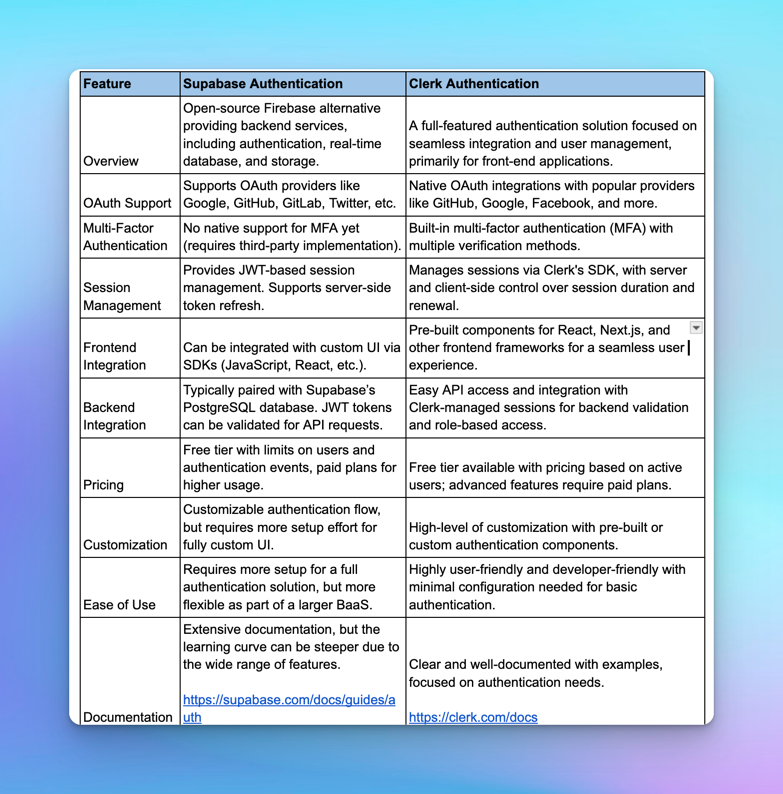 Feature Supabase Authentication Clerk Authentication
Overview
Open-source Firebase alternative
providing backend services,
including authentication, real-time
database, and storage.
A full-featured authentication solution focused on
seamless integration and user management,
primarily for front-end applications.
OAuth Support
Supports OAuth providers like
Google, GitHub, GitLab, Twitter, etc.
Native OAuth integrations with popular providers
like GitHub, Google, Facebook, and more.
Multi-Factor
Authentication
No native support for MFA yet
(requires third-party implementation).
Built-in multi-factor authentication (MFA) with
multiple verification methods.
Session
Management
Provides JWT-based session
management. Supports server-side
token refresh.
Manages sessions via Clerk's SDK, with server
and client-side control over session duration and
renewal.
Frontend
Integration
Can be integrated with custom UI via
SDKs (JavaScript, React, etc.).
Pre-built components for React, Next.js, and
other frontend frameworks for a seamless user
experience.
Backend
Integration
Typically paired with Supabase's
PostgreSQL database. JWT tokens
can be validated for API requests.
Easy API access and integration with
Clerk-managed sessions for backend validation
and role-based access.
Pricing
Free tier with limits on users and
authentication events, paid plans for
higher usage.
Free tier available with pricing based on active
users; advanced features require paid plans.
Customization
Customizable authentication flow,
but requires more setup effort for
fully custom UI.
High-level of customization with pre-built or
custom authentication components.
Ease of Use
Requires more setup for a full
authentication solution, but more
flexible as part of a larger BaaS.
Highly user-friendly and developer-friendly with
minimal configuration needed for basic
authentication.
Documentation
Extensive documentation, but the
learning curve can be steeper due to
the wide range of features.
https://supabase.com/docs/guides/a
uth
Clear and well-documented with examples,
focused on authentication needs.
https://clerk.com/docs